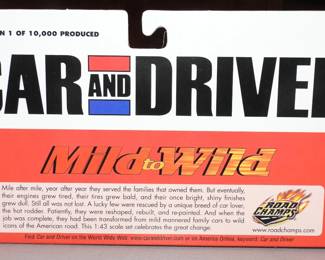 N 1 OF 10,000 PRODUCED
CAR AND DRIVE
Mild to Wild
Mile after mile, year after year they served the families that owned them. But eventually,
their engines grew tired, their tires grew bald, and their once bright, shiny finishes
grew dull. Still all was not lost. A lucky few were rescued by a unique breed of car lover,
the hot rodder. Patiently, they were reshaped, rebuilt, and re-painted. And when the
job was complete, they had been transformed from mild mannered family cars to wild
icons of the American road. This 1:43 scale set celebrates the great change.
ROAD
CHAMPS
www.roadchamps.com
Find Car and Driver on the World Wide Web: www.caranddriver.com or on America Online, keyword: Car and Driver